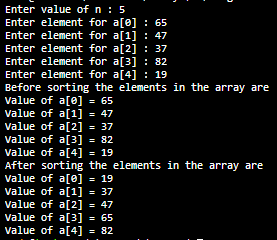 Enter value of n : 5
Enter element for a[0] : 65
Enter element for a[1] : 47
Enter element for a[2] : 37
Enter element for a[3] : 82
Enter element for a[4] : 19
Before sorting the elements in the array are
Value of a[0] = 65
Value of a[1] = 47
Value of a[2] = 37
Value of a[3] = 82
Value of a[4] = 19
After sorting the elements in the array are
Value of a[0] = 19
Value of a[1] = 37
Value of a[2] = 47
Value of a[3] = 65
Value of a[4] = 82